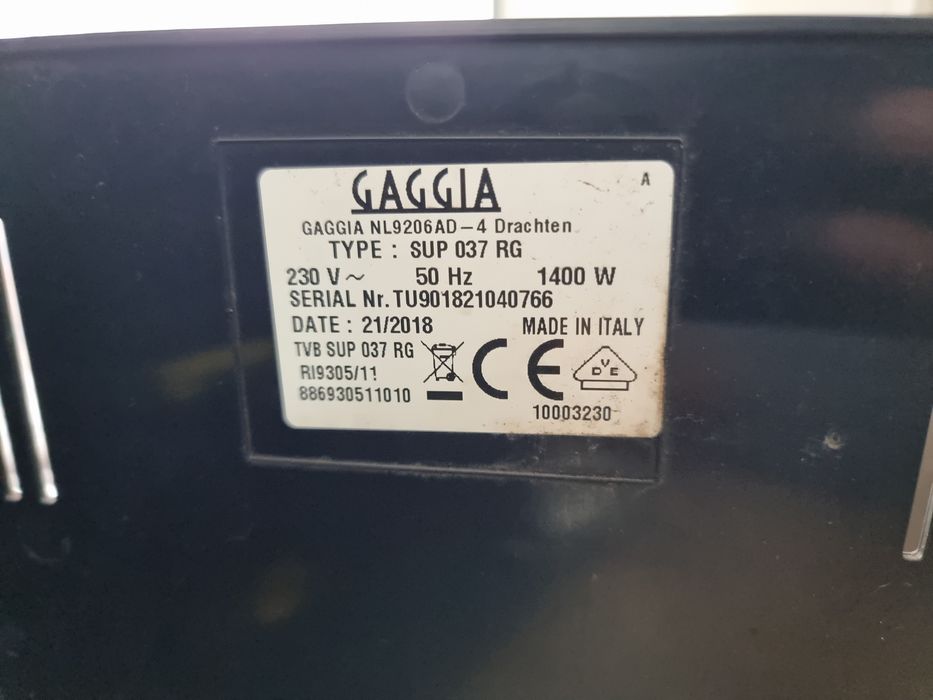 GAGGIA
A
GAGGIA NL9206AD-4 Drachten
TYPE : SUP 037 RG
230 V~ 50 Hz 1400 W
SERIAL Nr. TU901821040766
DATE : 21/2018 MADE IN ITALY
TVB SUP 037 RG
RI9305/11
886930511010
CE
V
D E
10003230